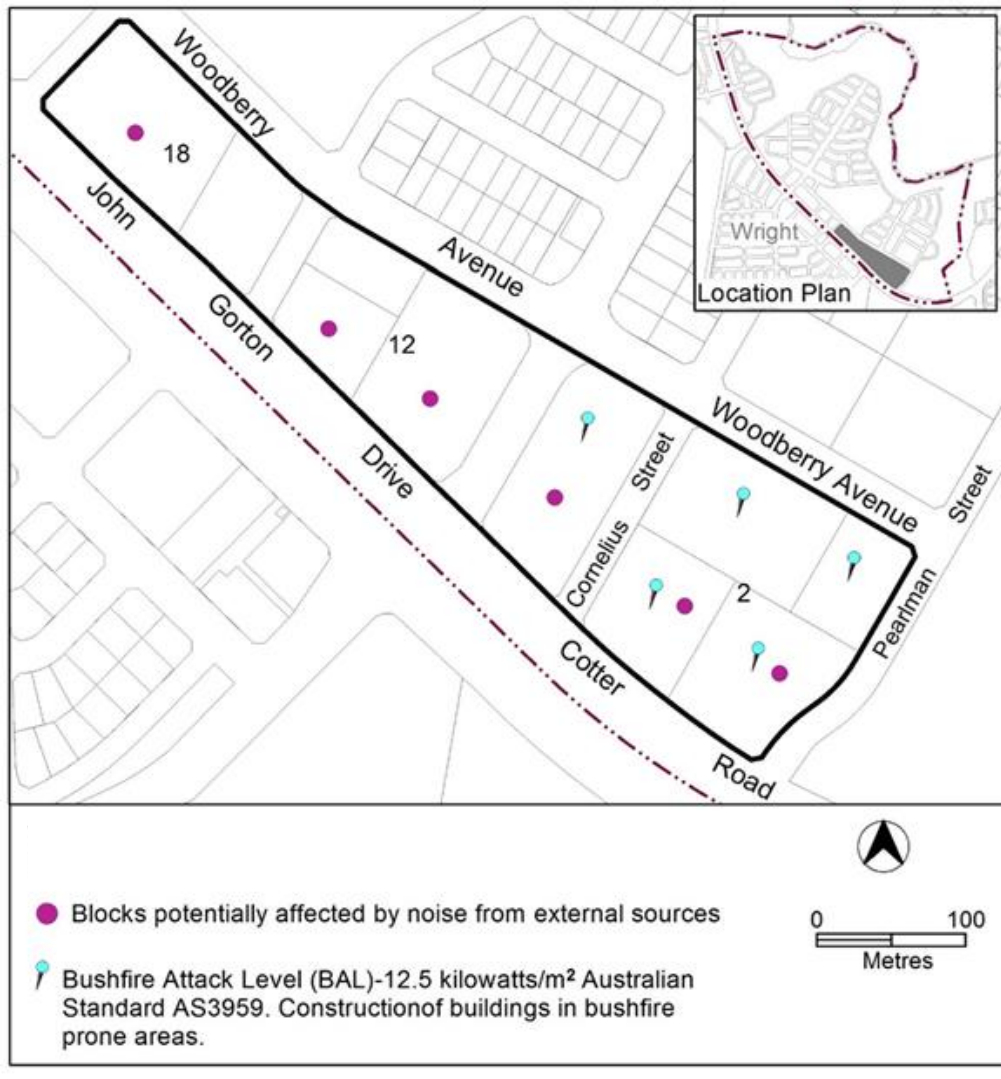 Woodberry
Avenue
Woodberry Avenue
John
Gorton
Drive
Cotter
Road
Cornelius
Street
Pearlman
Street
18
12
2
Wright
Location Plan
Blocks potentially affected by noise from external sources
Bushfire Attack Level (BAL)-12.5 kilowatts/m² Australian
Standard AS3959. Constructionof buildings in bushfire
prone areas.
0
100
Metres